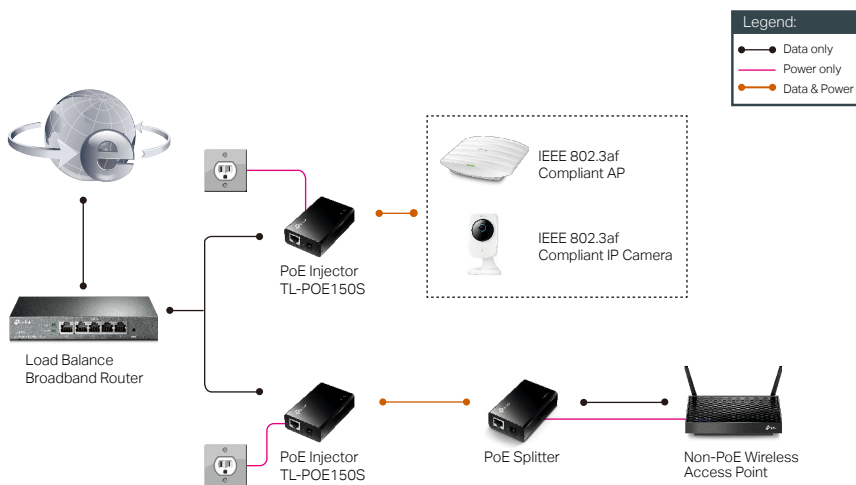 Legend:
Data only
Power only
Data & Power
IEEE 802.3af
Compliant AP
IEEE 802.3af
Compliant IP Camera
PoE Injector
TL-POE150S
Load Balance
Broadband Router
PoE Injector
TL-POE150S
PoE Splitter
Non-PoE Wireless
Access Point